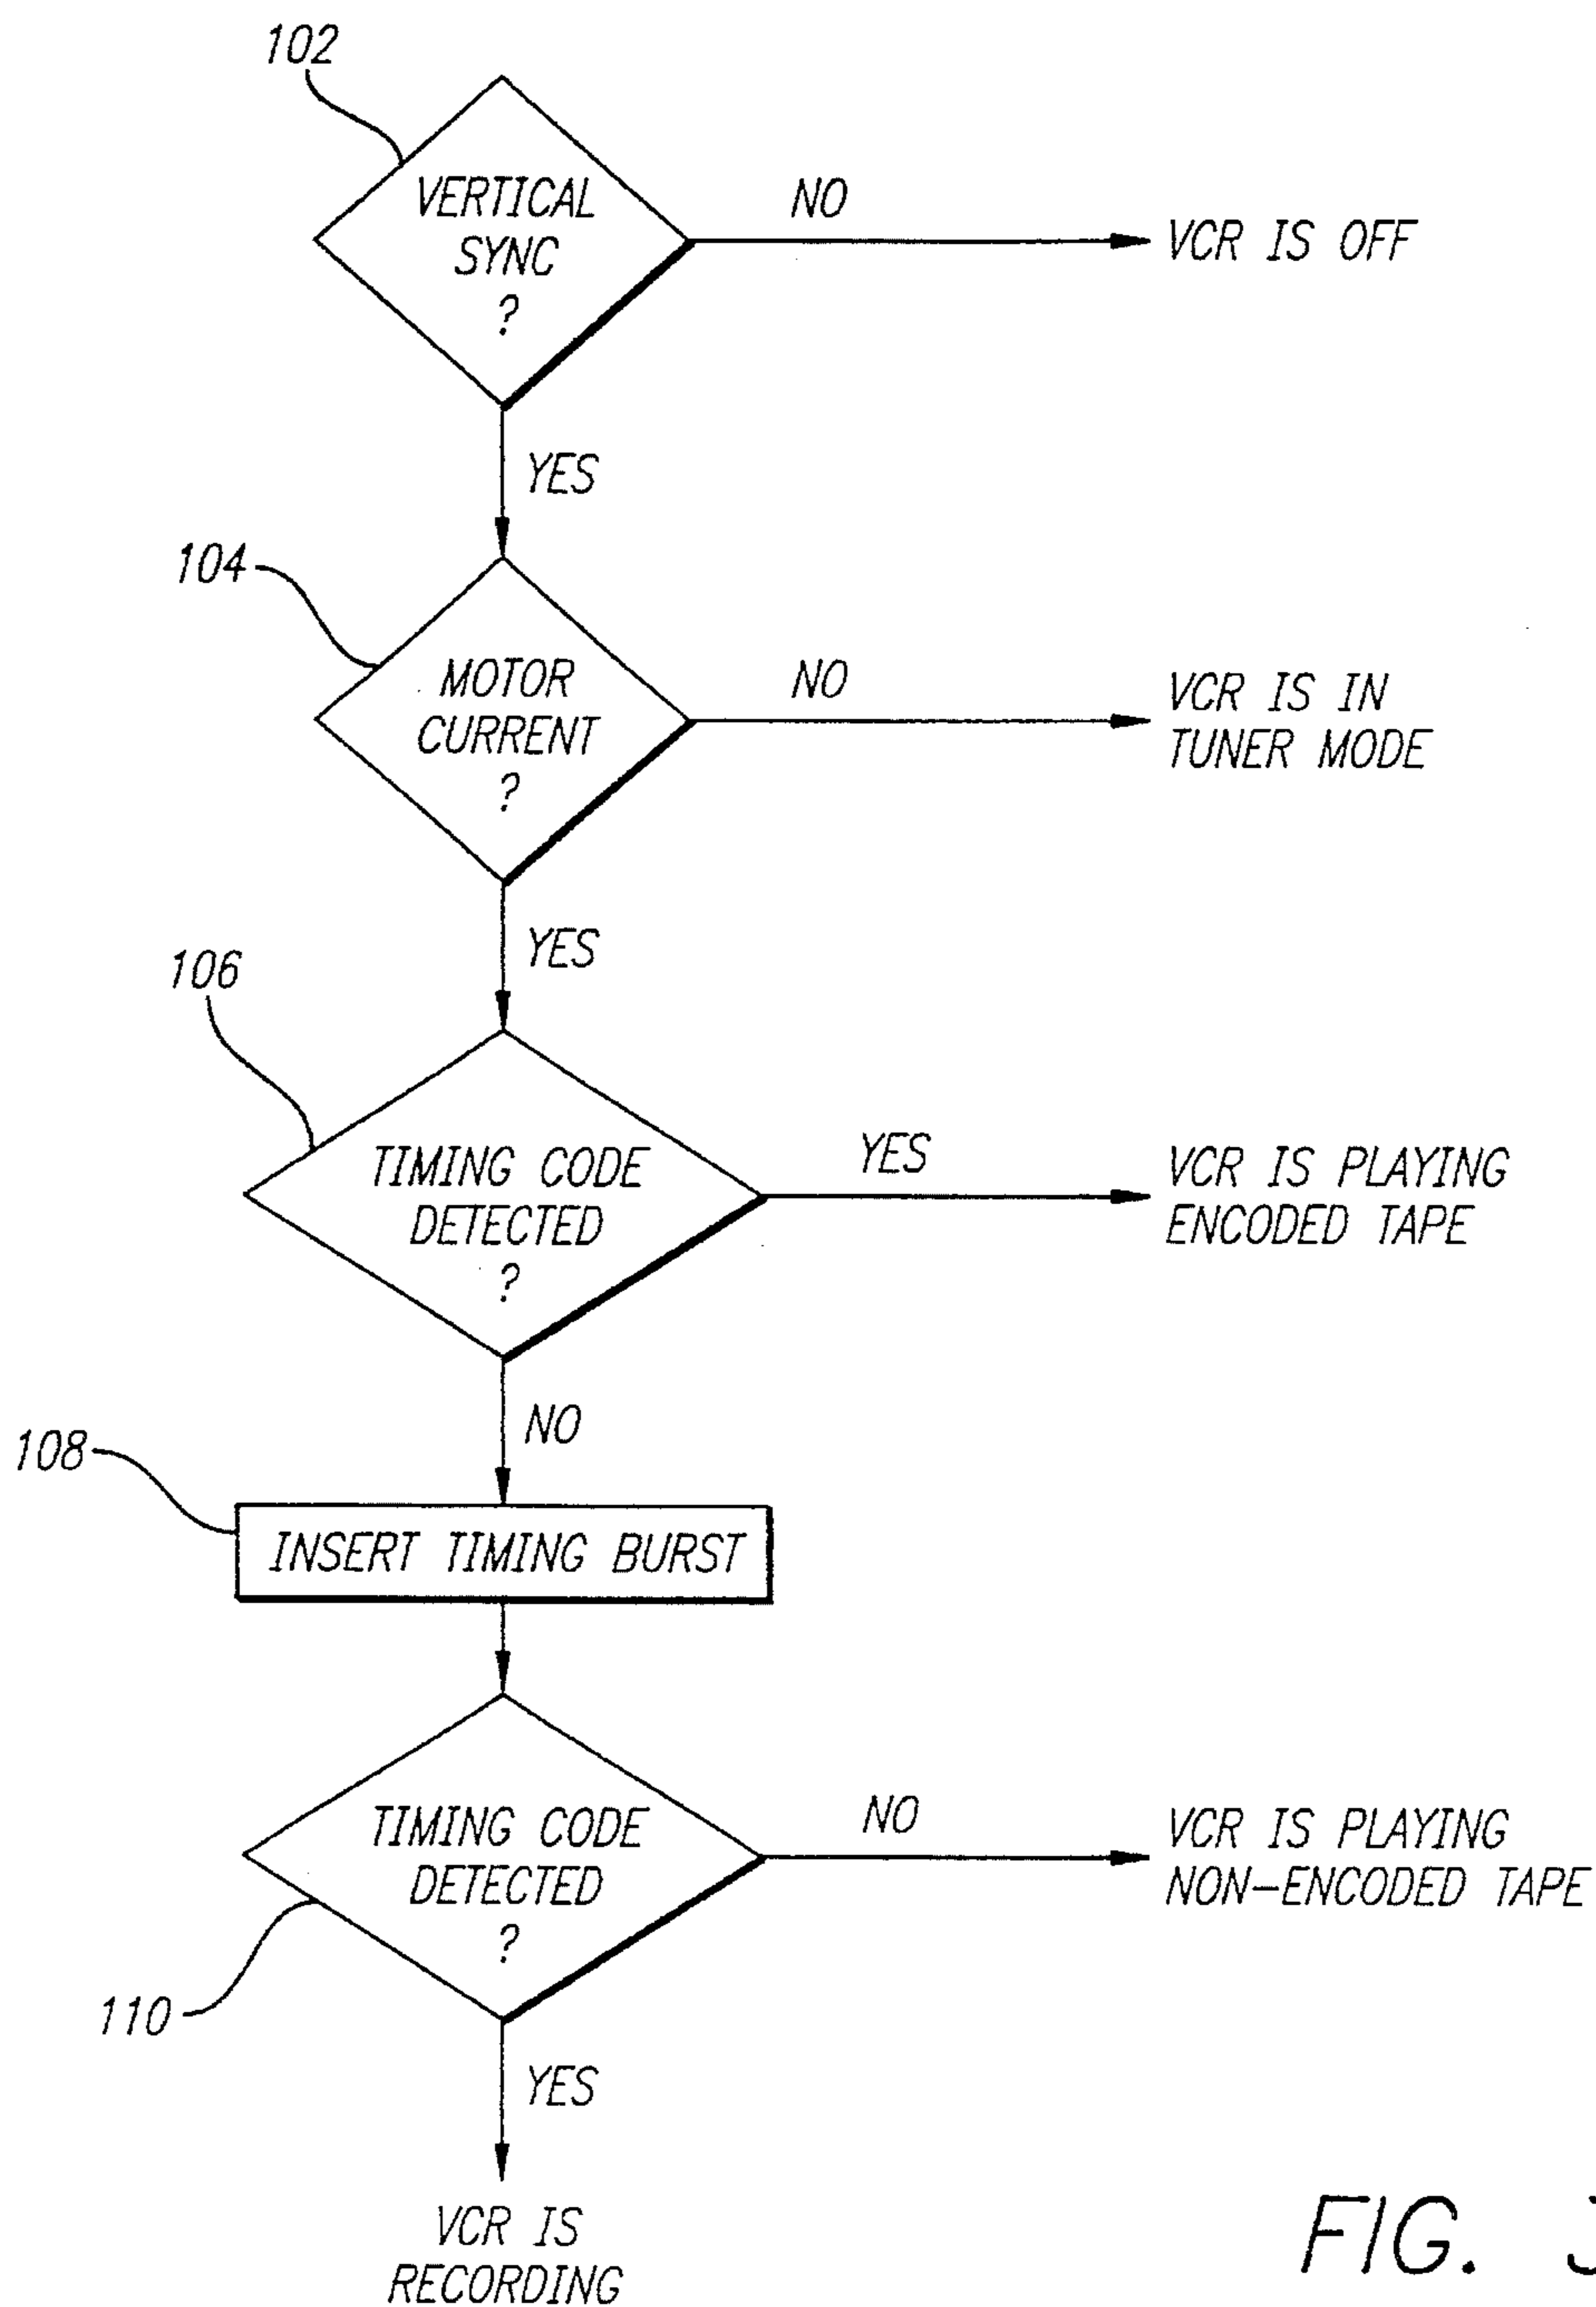 102
VERTICAL
SYNC
?
NO
VCR IS OFF
YES
104
MOTOR
CURRENT
?
NO
VCR IS IN
TUNER MODE
YES
106
TIMING CODE
DETECTED
?
YES
VCR IS PLAYING
ENCODED TAPE
NO
108
INSERT TIMING BURST
TIMING CODE
DETECTED
?
NO
VCR IS PLAYING
NON-ENCODED TAPE
110
YES
VCR IS
RECORDING
FIG.